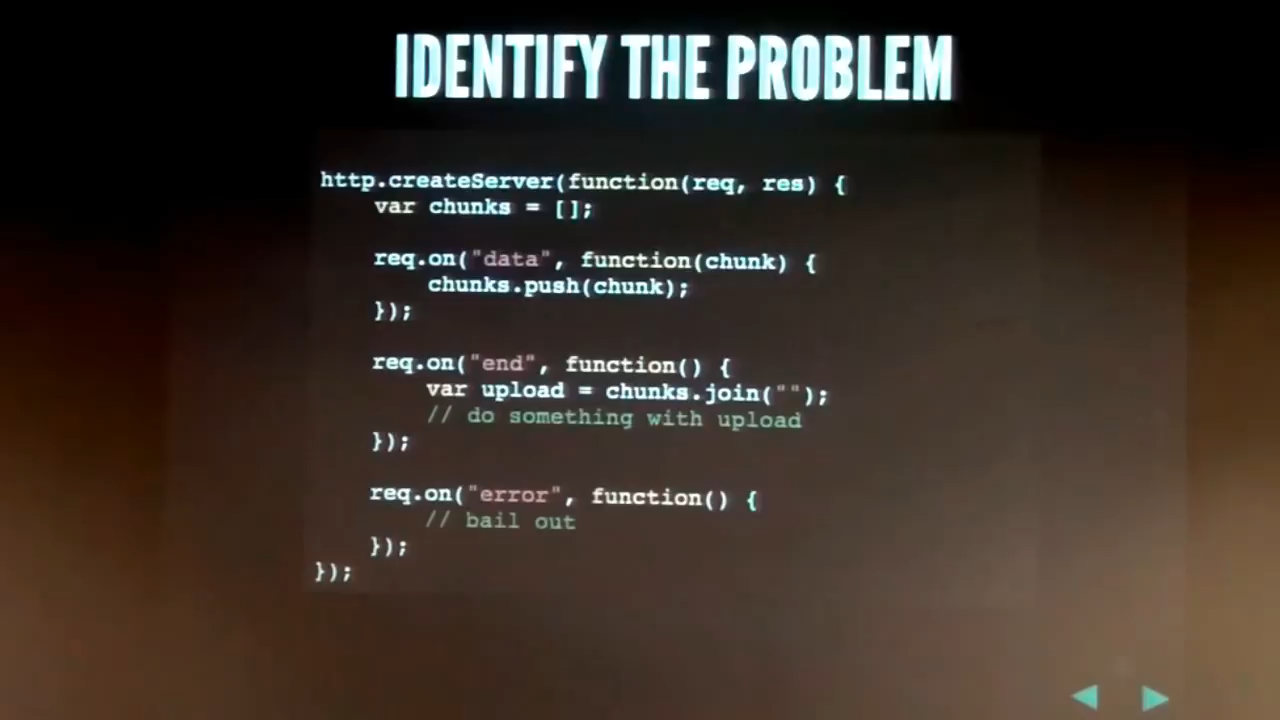 IDENTIFY THE PROBLEM
http.createServer(function(req, res) {
var chunks = [];
req.on("data", function(chunk) {
chunks.push(chunk);
});
req.on("end", function() {
var upload = chunks.join("");
// do something with upload
});
req.on("error", function() {
// bail out
});
});